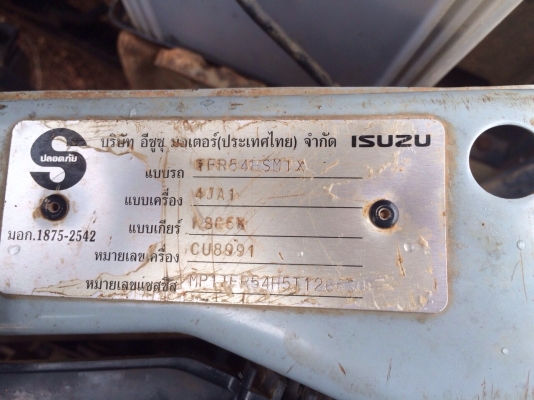 บริษัท อีซูซุ มอเตอร์(ประเทศไทย) จำกัด ISUZU
S
ปลอดภัย
แบบรถ
แบบเครื่อง 4JA1
แบบเกียร์
มอก.1875-2542
หมายเลขเครื่อง CU8991
หมายเลขแชสซีส์